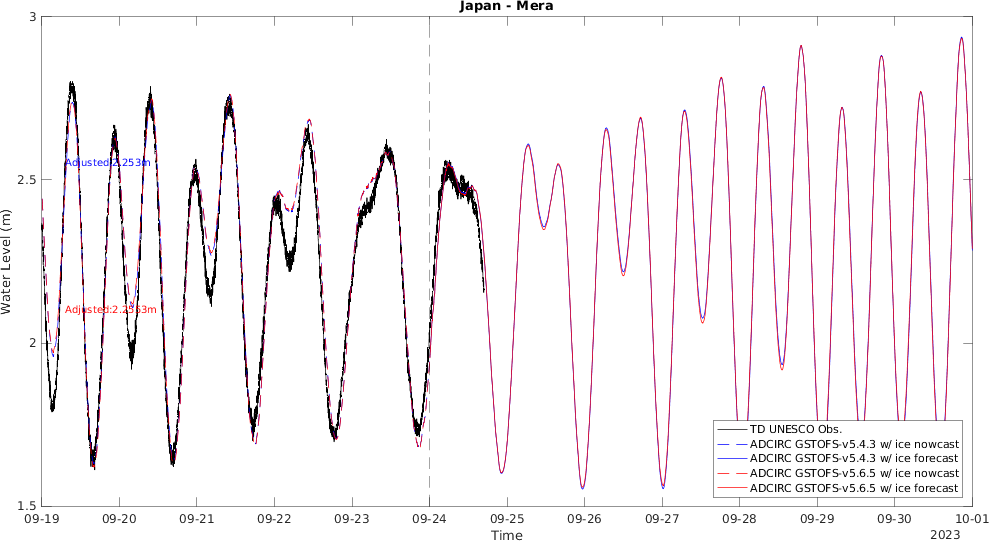 Japan - Mera
3
2.5
2
1.5
Water Level (m)
Adjusted:2.253m
Adjusted:2.2563m
TD UNESCO Obs.
ADCIRC GSTOFS-v5.4.3 w/ ice nowcast
ADCIRC GSTOFS-v5.4.3 w/ ice forecast
ADCIRC GSTOFS-v5.6.5 w/ ice nowcast
ADCIRC GSTOFS-v5.6.5 w/ ice forecast
09-19 09-20 09-21 09-22 09-23 09-24 09-25 09-26 09-27 09-28 09-29 09-30 10-01
Time
2023